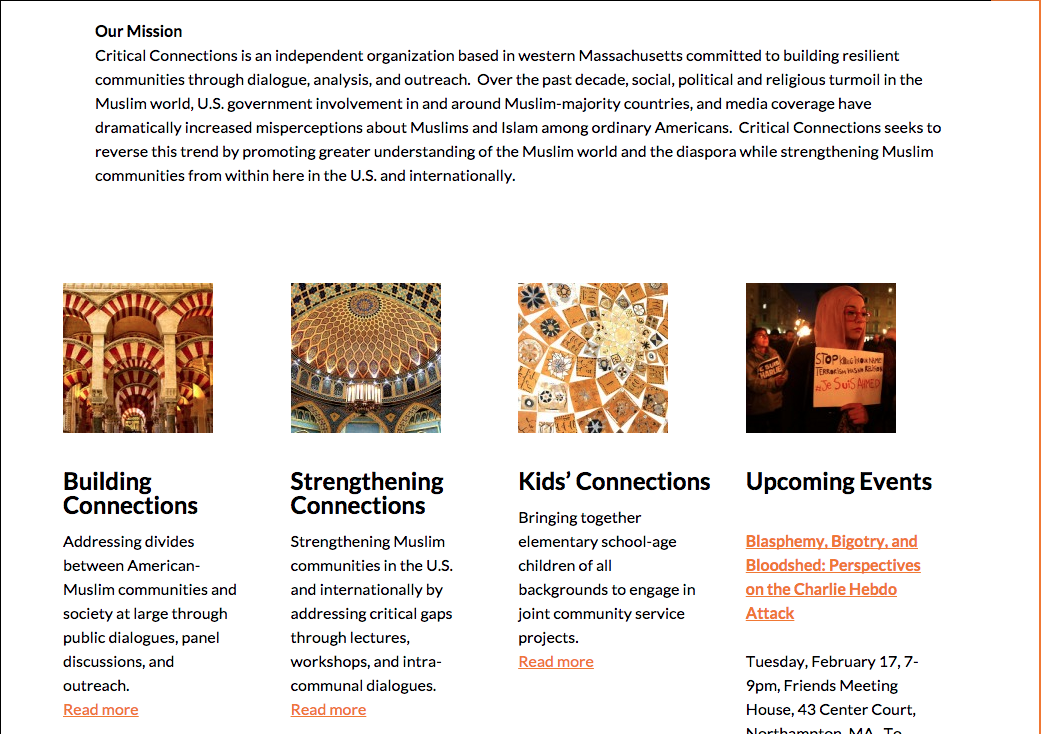 Our Mission
Critical Connections is an independent organization based in western Massachusetts committed to building resilient
communities through dialogue, analysis, and outreach.  Over the past decade, social, political and religious turmoil in the
Muslim world, U.S. government involvement in and around Muslim-majority countries, and media coverage have
dramatically increased misperceptions about Muslims and Islam among ordinary Americans.  Critical Connections seeks to
reverse this trend by promoting greater understanding of the Muslim world and the diaspora while strengthening Muslim
communities from within here in the U.S. and internationally.
STOP
#Je SuiS AHMED
Building
Connections
Addressing divides
between American-
Muslim communities and
society at large through
public dialogues, panel
discussions, and
outreach.
Read more
Strengthening
Connections
Strengthening Muslim
communities in the U.S.
and internationally by
addressing critical gaps
through lectures,
workshops, and intra-
communal dialogues.
Read more
Kids’ Connections
Bringing together
elementary school-age
children of all
backgrounds to engage in
joint community service
projects.
Read more
Upcoming Events
Blasphemy, Bigotry, and
Bloodshed: Perspectives
on the Charlie Hebdo
Attack
Tuesday, February 17, 7-
9pm, Friends Meeting
House, 43 Center Court,
Northampton, MA. To